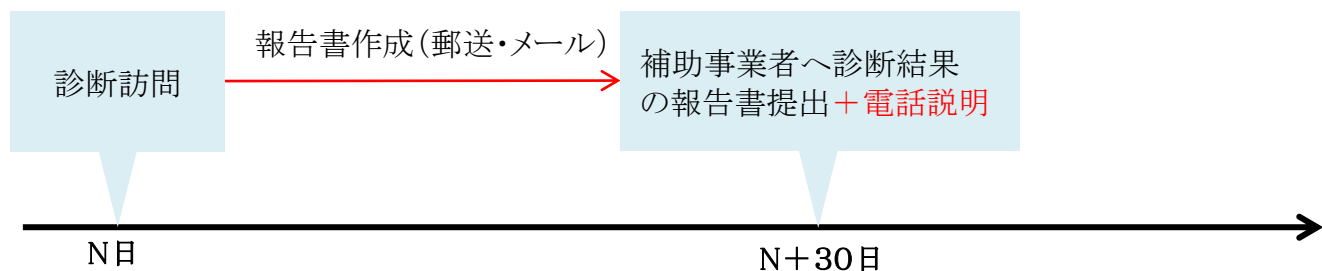 診断訪問
報告書作成(郵送・メール)
補助事業者へ診断結果
の報告書提出＋電話説明
N日
N＋30日